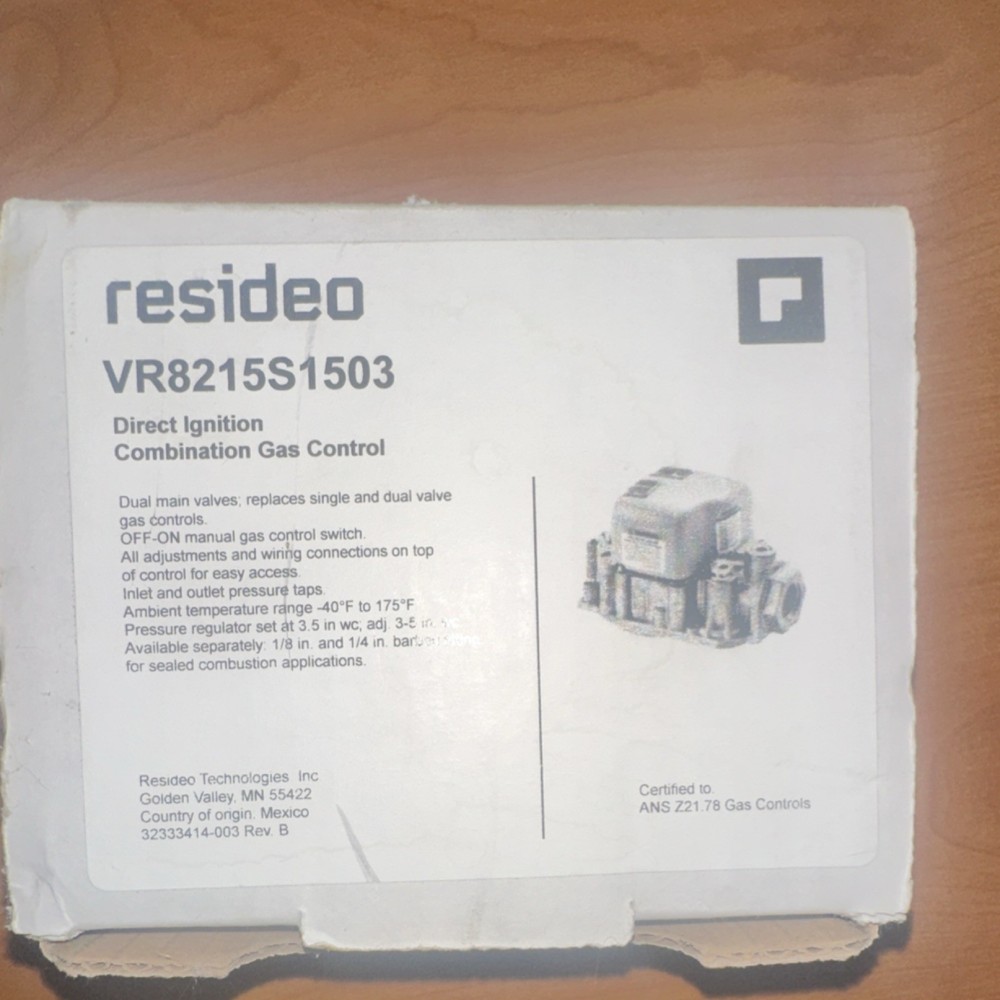 resideo
VR8215S1503
Direct Ignition
Combination Gas Control
Dual main valves; replaces single and dual valve
gas controls.
OFF-ON manual gas control switch.
All adjustments and wiring connections on top
of control for easy access.
Inlet and outlet pressure taps.
Ambient temperature range -40°F to 175°F
Pressure regulator set at 3.5 in wc; adj. 3-5
Available separately: 1/8 in. and 1/4 in.
for sealed combustion applications.
Resideo Technologies Inc
Golden Valley, MN 55422
Country of origin: Mexico
32333414-003 Rev. B
Certified to:
ANS Z21.78 Gas Controls